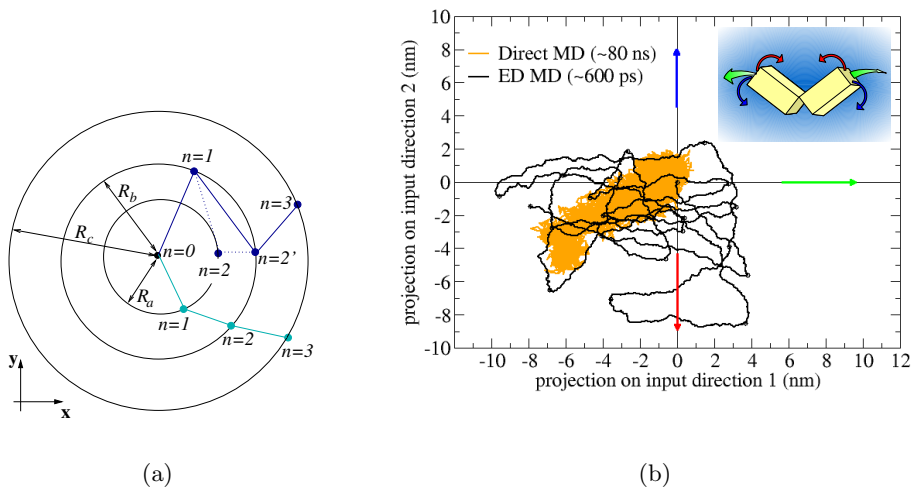 n=1
R_b
n=3
R_c
n=0
n=2
n=2'
R_a
n=1
n=2
n=3
y
x
(a)
projection on input direction 2 (nm)
10
8
6
4
2
0
-2
-4
-6
-8
-10
Direct MD (~80 ns)
ED MD (~600 ps)
-10 -8 -6 -4 -2 0 2 4 6 8 10 12
projection on input direction 1 (nm)
(b)